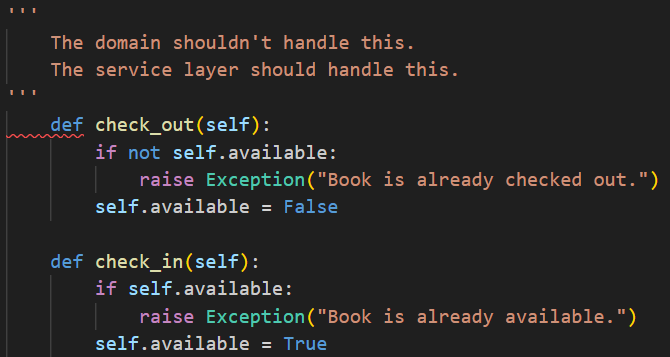 '''
    The domain shouldn't handle this.
    The service layer should handle this.
'''
    def check_out(self):
        if not self.available:
            raise Exception("Book is already checked out.")
        self.available = False

    def check_in(self):
        if self.available:
            raise Exception("Book is already available.")
        self.available = True